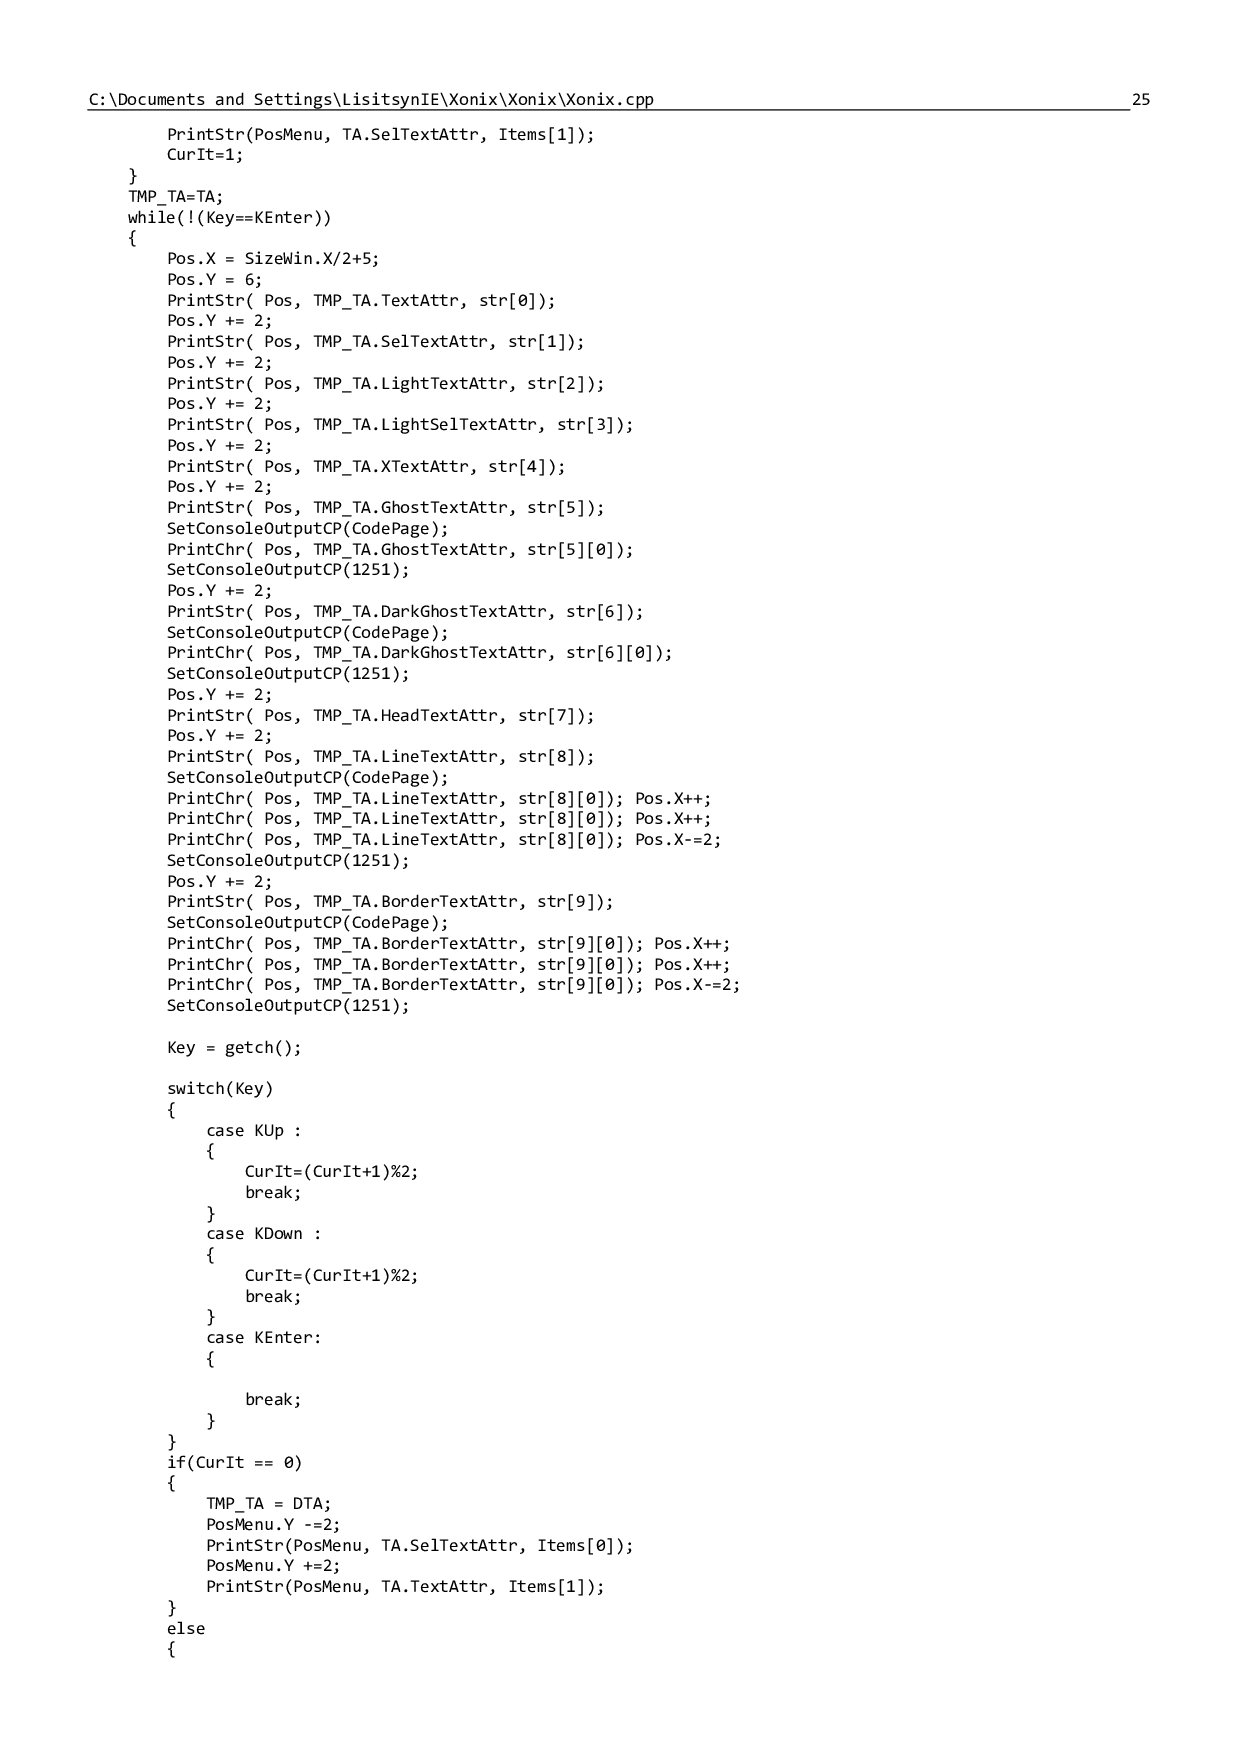 C:\Documents and Settings\LisitsynIE\Xonix\Xonix\Xonix.cpp 25
        PrintStr(PosMenu, TA.SelTextAttr, Items[1]);
        CurIt=1;
    }
    TMP_TA=TA;
    while(!(Key==KEnter))
    {
        Pos.X = SizeWin.X/2+5;
        Pos.Y = 6;
        PrintStr( Pos, TMP_TA.TextAttr, str[0]);
        Pos.Y += 2;
        PrintStr( Pos, TMP_TA.SelTextAttr, str[1]);
        Pos.Y += 2;
        PrintStr( Pos, TMP_TA.LightTextAttr, str[2]);
        Pos.Y += 2;
        PrintStr( Pos, TMP_TA.LightSelTextAttr, str[3]);
        Pos.Y += 2;
        PrintStr( Pos, TMP_TA.XTextAttr, str[4]);
        Pos.Y += 2;
        PrintStr( Pos, TMP_TA.GhostTextAttr, str[5]);
        SetConsoleOutputCP(CodePage);
        PrintChr( Pos, TMP_TA.GhostTextAttr, str[5][0]);
        SetConsoleOutputCP(1251);
        Pos.Y += 2;
        PrintStr( Pos, TMP_TA.DarkGhostTextAttr, str[6]);
        SetConsoleOutputCP(CodePage);
        PrintChr( Pos, TMP_TA.DarkGhostTextAttr, str[6][0]);
        SetConsoleOutputCP(1251);
        Pos.Y += 2;
        PrintStr( Pos, TMP_TA.HeadTextAttr, str[7]);
        Pos.Y += 2;
        PrintStr( Pos, TMP_TA.LineTextAttr, str[8]);
        SetConsoleOutputCP(CodePage);
        PrintChr( Pos, TMP_TA.LineTextAttr, str[8][0]); Pos.X++;
        PrintChr( Pos, TMP_TA.LineTextAttr, str[8][0]); Pos.X++;
        PrintChr( Pos, TMP_TA.LineTextAttr, str[8][0]); Pos.X-=2;
        SetConsoleOutputCP(1251);
        Pos.Y += 2;
        PrintStr( Pos, TMP_TA.BorderTextAttr, str[9]);
        SetConsoleOutputCP(CodePage);
        PrintChr( Pos, TMP_TA.BorderTextAttr, str[9][0]); Pos.X++;
        PrintChr( Pos, TMP_TA.BorderTextAttr, str[9][0]); Pos.X++;
        PrintChr( Pos, TMP_TA.BorderTextAttr, str[9][0]); Pos.X-=2;
        SetConsoleOutputCP(1251);

        Key = getch();

        switch(Key)
        {
            case KUp :
            {
                CurIt=(CurIt+1)%2;
                break;
            }
            case KDown :
            {
                CurIt=(CurIt+1)%2;
                break;
            }
            case KEnter:
            {

                break;
            }
        }
        if(CurIt == 0)
        {
            TMP_TA = DTA;
            PosMenu.Y -=2;
            PrintStr(PosMenu, TA.SelTextAttr, Items[0]);
            PosMenu.Y +=2;
            PrintStr(PosMenu, TA.TextAttr, Items[1]);
        }
        else
        {